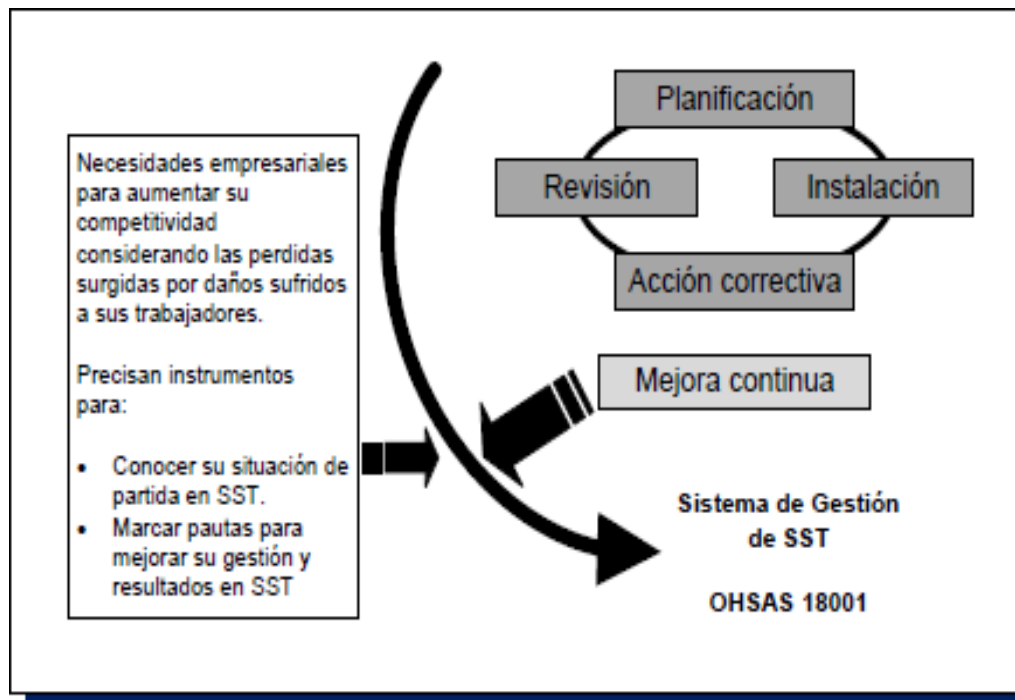 Necesidades empresariales
para aumentar su
competitividad
considerando las perdidas
surgidas por daños sufridos
a sus trabajadores.
Precisan instrumentos
para:
• Conocer su situación de
partida en SST.
• Marcar pautas para
mejorar su gestión y
resultados en SST
Planificación
Revisión
Instalación
Acción correctiva
Mejora continua
Sistema de Gestión
de SST
OHSAS 18001